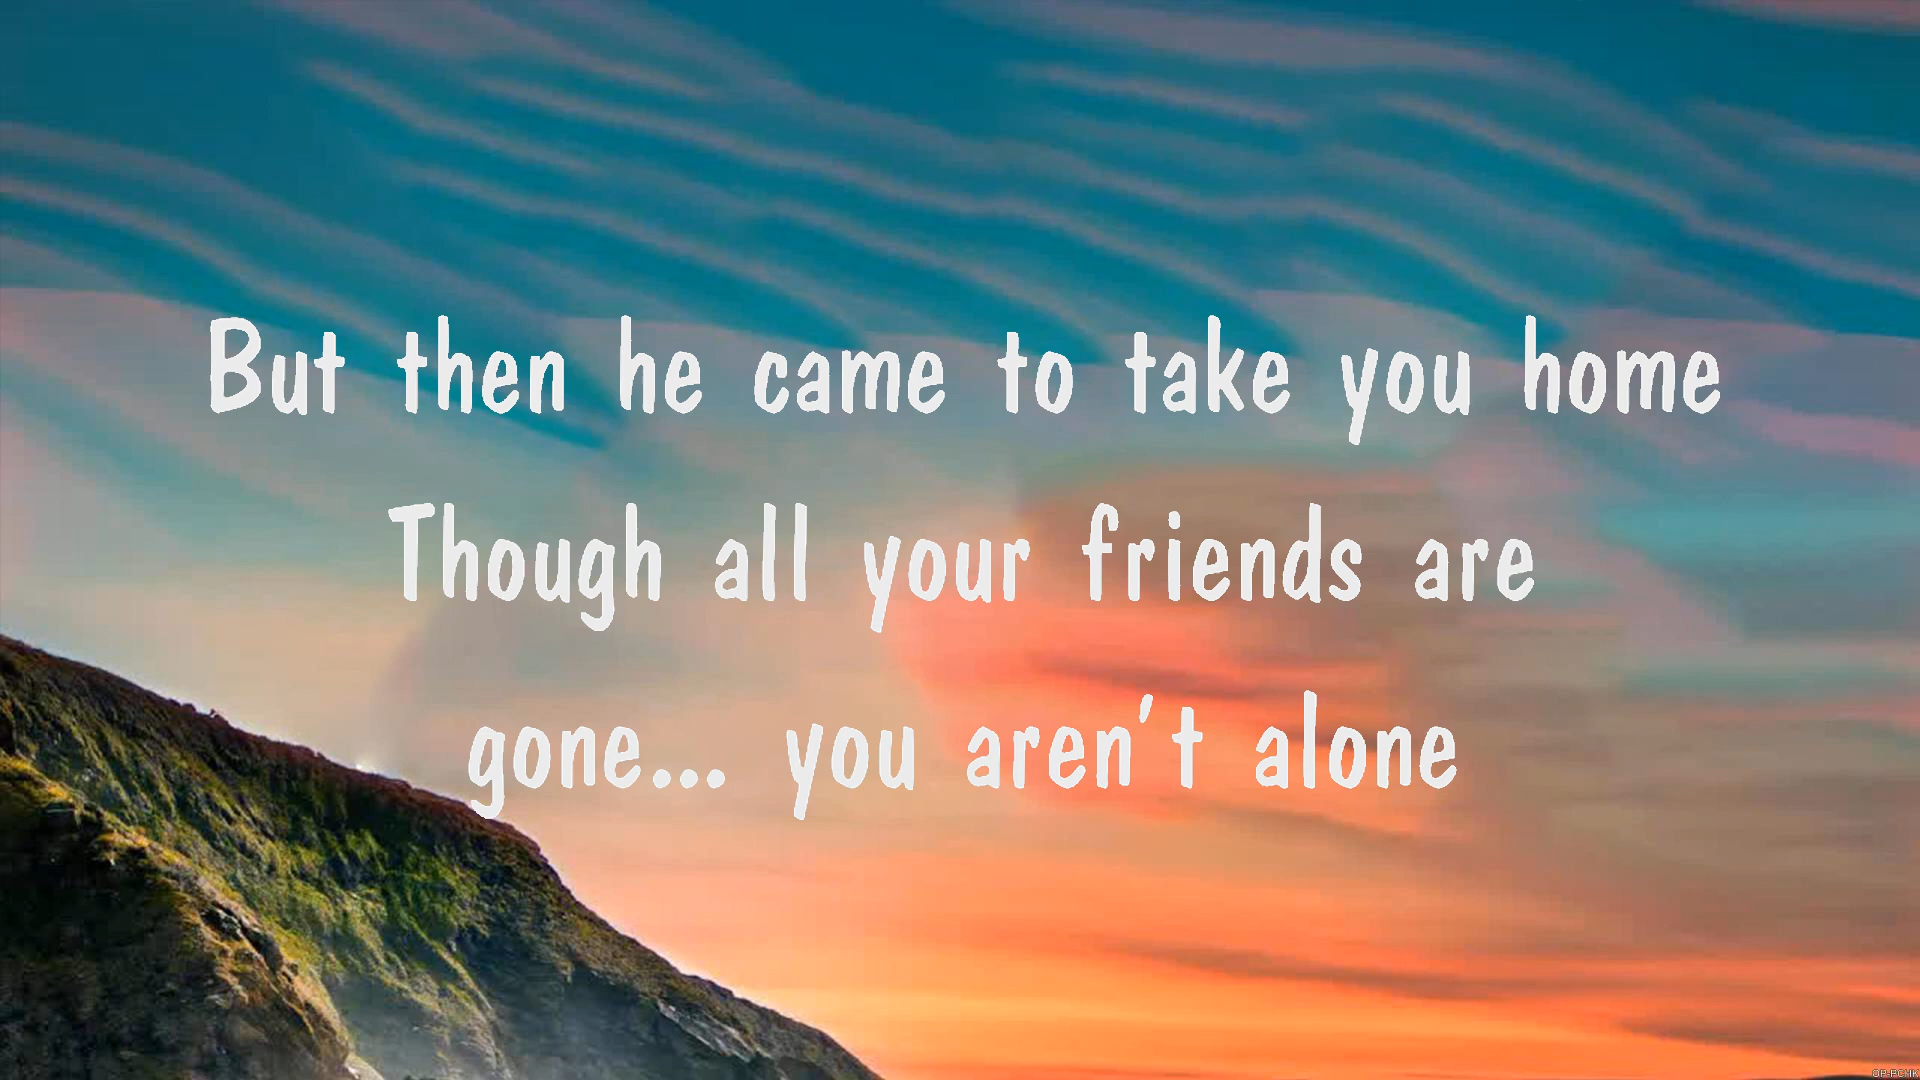 But then he came to take you home
Though all your friends are
gone... you aren't alone